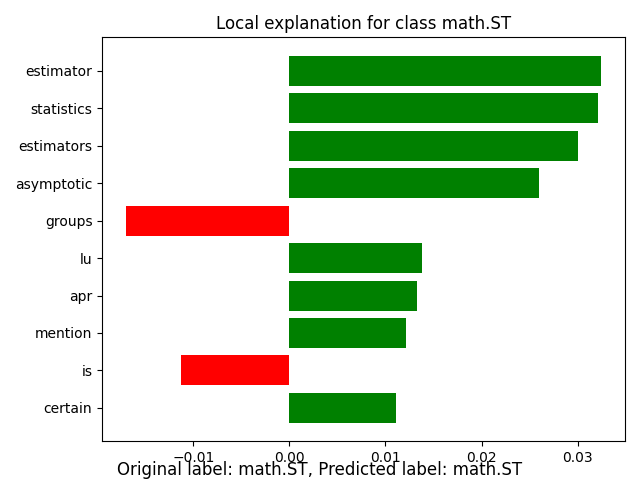 Local explanation for class math.ST
estimator
statistics
estimators
asymptotic
groups
lu
apr
mention
is
certain
−0.01 0.00 0.01 0.02 0.03
Original label: math.ST, Predicted label: math.ST